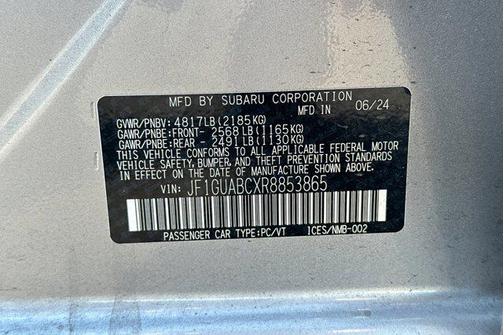 MFD BY SUBARU CORPORATION
MFD IN 06/24
GVWR/PNBV: 4817LB(2185KG)
GAWR/PNBE:FRONT- 2568LB(1165KG)
GAWR/PNBE:REAR - 2491LB(1130KG)
THIS VEHICLE CONFORMS TO ALL APPLICABLE FEDERAL MOTOR
VEHICLE SAFETY, BUMPER, AND THEFT PREVENTION STANDARDS
IN EFFECT ON THE DATE OF MANUFACTURE SHOWN ABOVE.
VIN: JF1GUABCXR8853865
PASSENGER CAR TYPE:PC/VT ICES/NMB-002